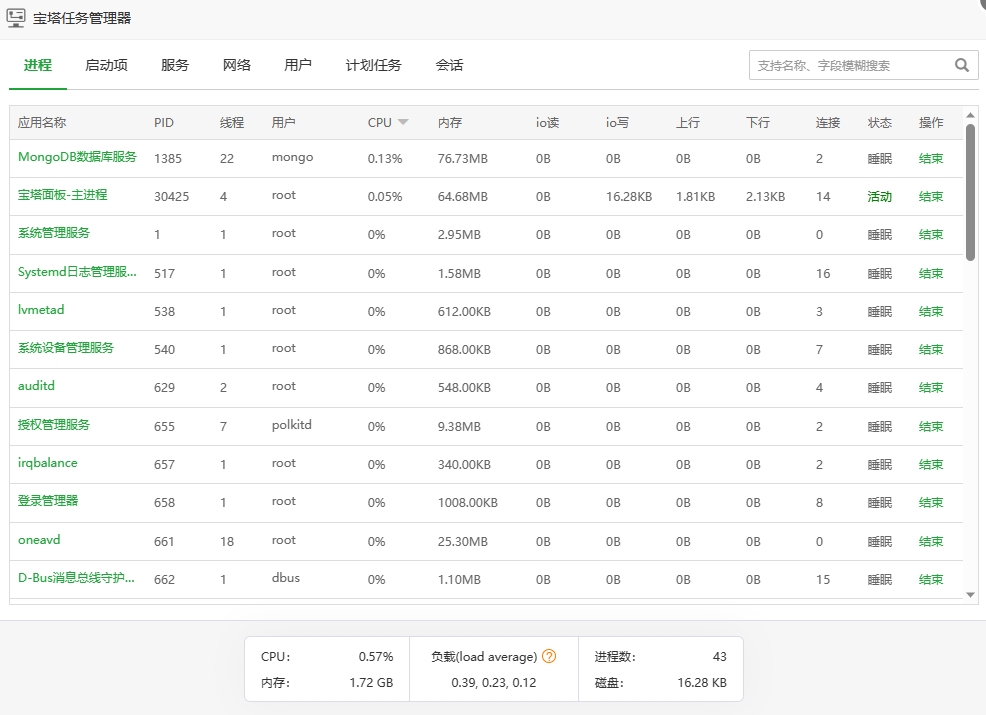 宝塔任务管理器
进程 启动项 服务 网络 用户 计划任务 会话 支持名称、字段模糊搜索
应用名称 PID 线程 用户 CPU 内存 io读 io写 上行 下行 连接 状态 操作
MongoDB数据库服务 1385 22 mongo 0.13% 76.73MB 0B 0B 0B 0B 2 睡眠 结束
宝塔面板-主进程 30425 4 root 0.05% 64.68MB 0B 16.28KB 1.81KB 2.13KB 14 活动 结束
系统管理服务 1 1 root 0% 2.95MB 0B 0B 0B 0B 0 睡眠 结束
Systemd日志管理服... 517 1 root 0% 1.58MB 0B 0B 0B 0B 16 睡眠 结束
lvmetad 538 1 root 0% 612.00KB 0B 0B 0B 0B 3 睡眠 结束
系统设备管理服务 540 1 root 0% 868.00KB 0B 0B 0B 0B 7 睡眠 结束
auditd 629 2 root 0% 548.00KB 0B 0B 0B 0B 4 睡眠 结束
授权管理服务 655 7 polkitd 0% 9.38MB 0B 0B 0B 0B 2 睡眠 结束
irqbalance 657 1 root 0% 340.00KB 0B 0B 0B 0B 2 睡眠 结束
登录管理器 658 1 root 0% 1008.00KB 0B 0B 0B 0B 8 睡眠 结束
oneavd 661 18 root 0% 25.30MB 0B 0B 0B 0B 0 睡眠 结束
D-Bus消息总线守护... 662 1 dbus 0% 1.10MB 0B 0B 0B 0B 15 睡眠 结束
CPU: 0.57% 负载(load average) ? 进程数: 43
内存: 1.72 GB 0.39, 0.23, 0.12 磁盘: 16.28 KB